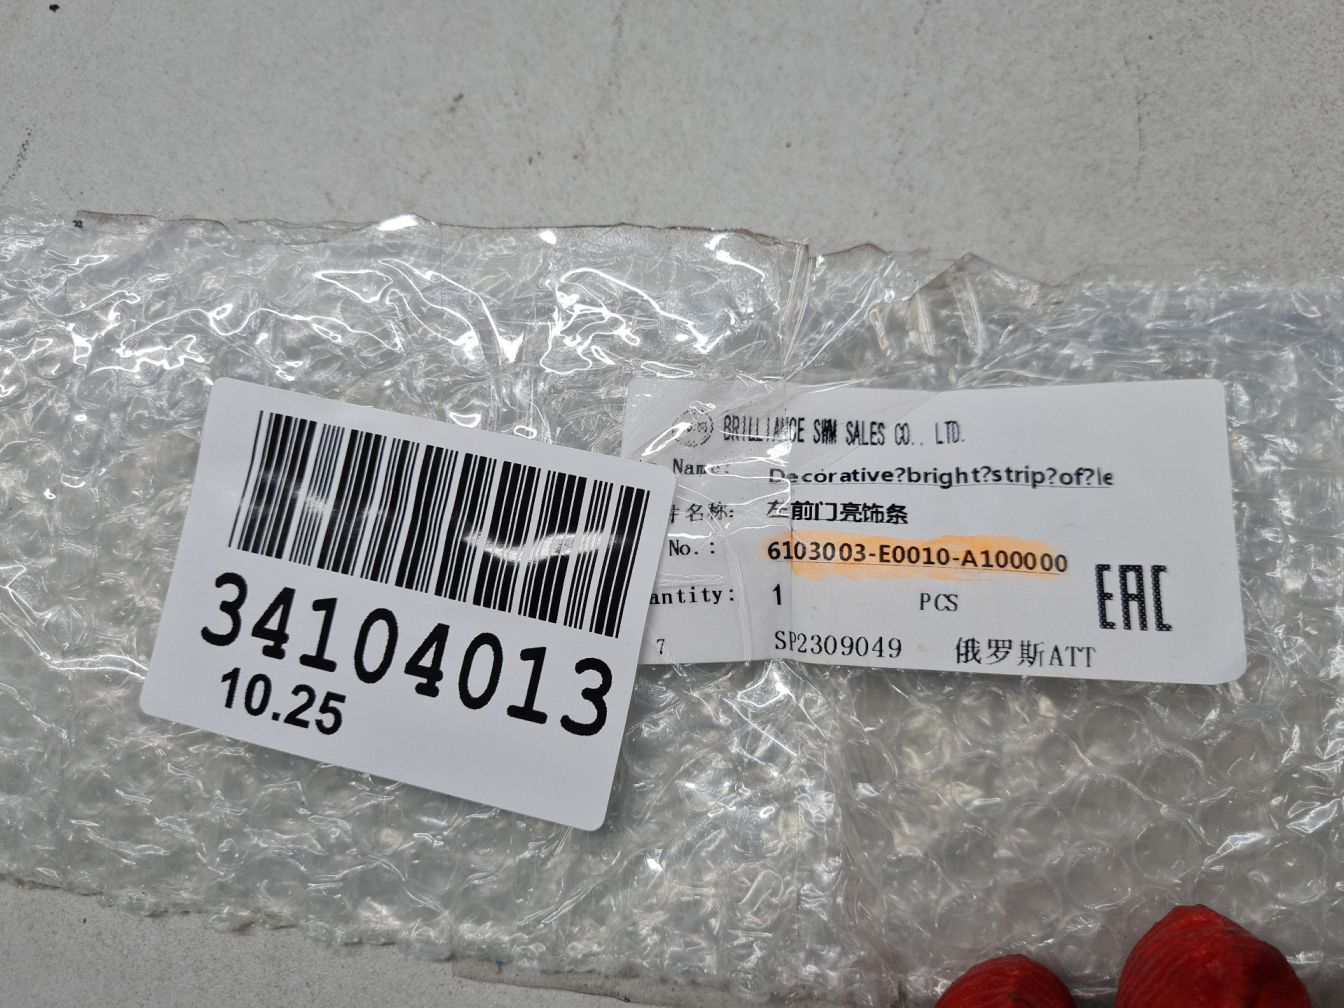 34104013
10.25
BRILLIANCE SWM SALES CO., LTD.
Name: Decorative?bright?strip?of?le
件名称: 左前门亮饰条
No.: 6103003-E0010-A100000
antity: 1 PCS
EAC
7 SP2309049 俄罗斯ATT